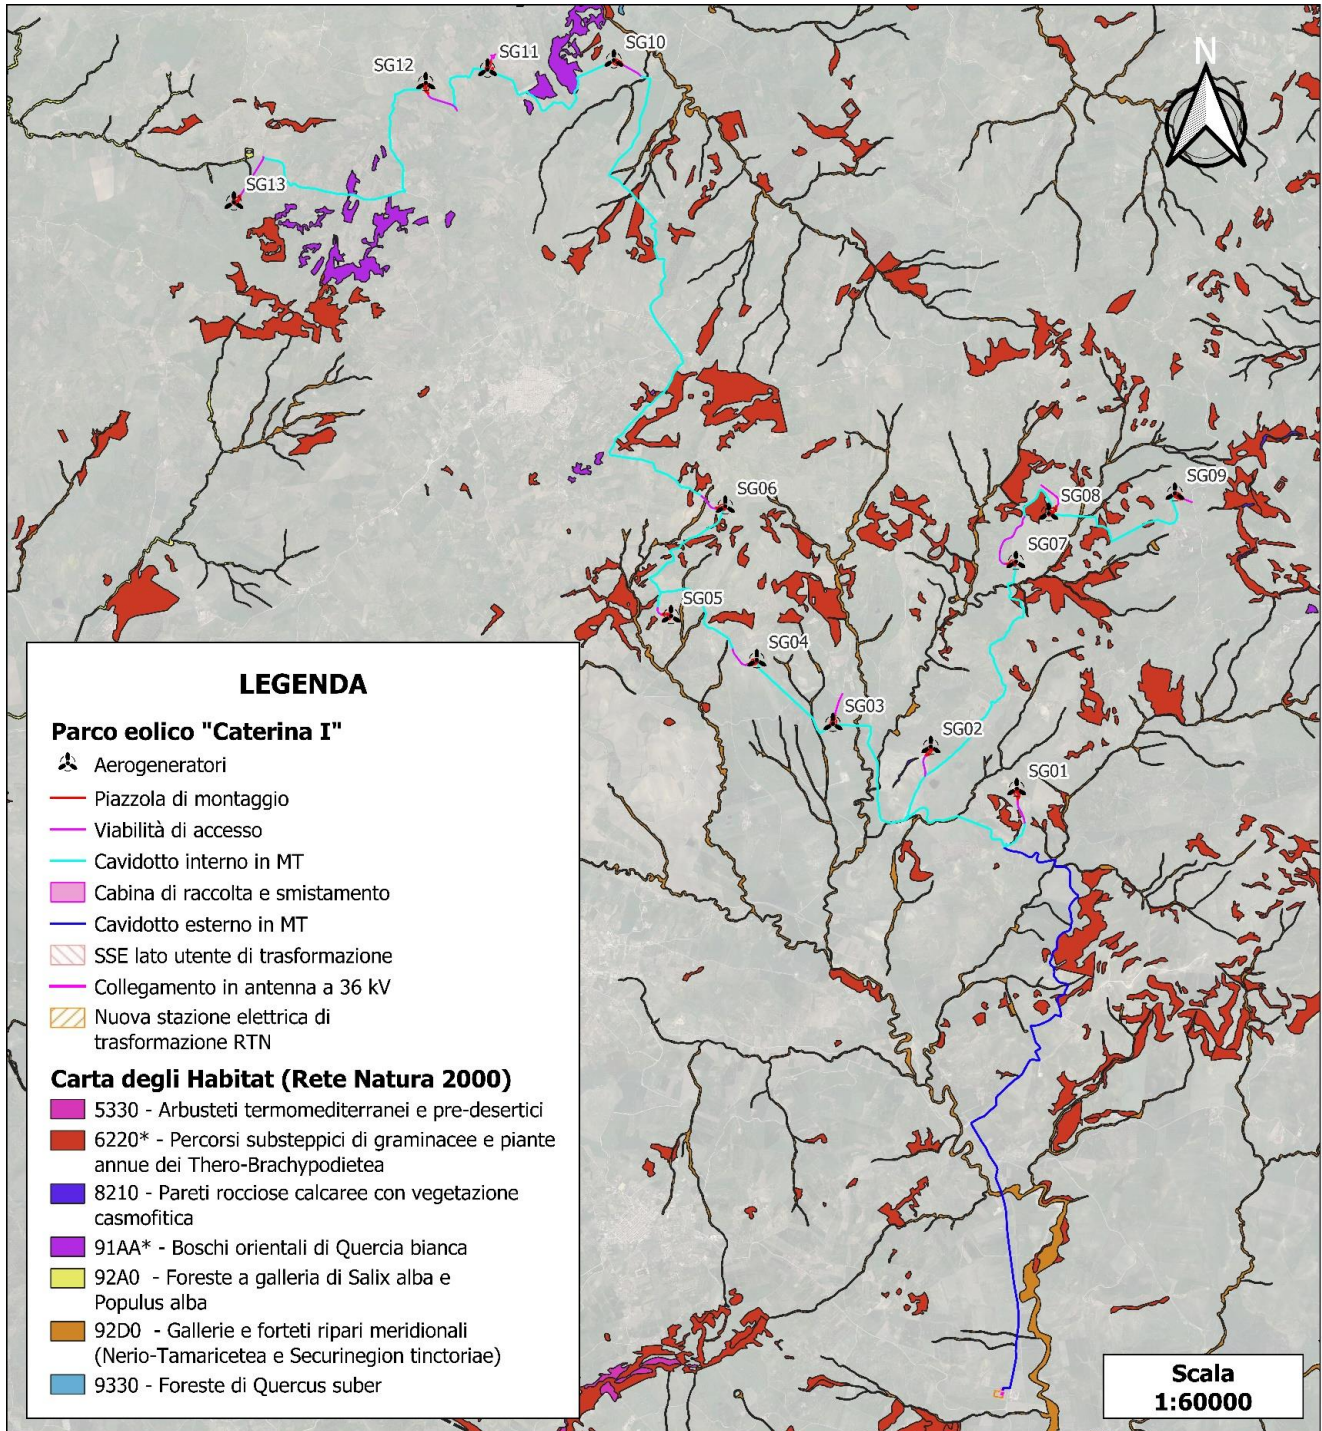 N
SG10
SG11
SG12
SG13
SG06
SG09
SG08
SG07
SG05
SG04
SG03
SG02
SG01
LEGENDA
Parco eolico "Caterina I"
Aerogeneratori
Piazzola di montaggio
Viabilità di accesso
Cavidotto interno in MT
Cabina di raccolta e smistamento
Cavidotto esterno in MT
SSE lato utente di trasformazione
Collegamento in antenna a 36 kV
Nuova stazione elettrica di
trasformazione RTN
Carta degli Habitat (Rete Natura 2000)
5330 - Arbusteti termomediterranei e pre-desertici
6220* - Percorsi substeppici di graminacee e piante
annue dei Thero-Brachypodietea
8210 - Pareti rocciose calcaree con vegetazione
casmofitica
91AA* - Boschi orientali di Quercia bianca
92A0 - Foreste a galleria di Salix alba e
Populus alba
92D0 - Gallerie e forteti ripari meridionali
(Nerio-Tamaricetea e Securinegion tinctoriae)
9330 - Foreste di Quercus suber
Scala
1:60000